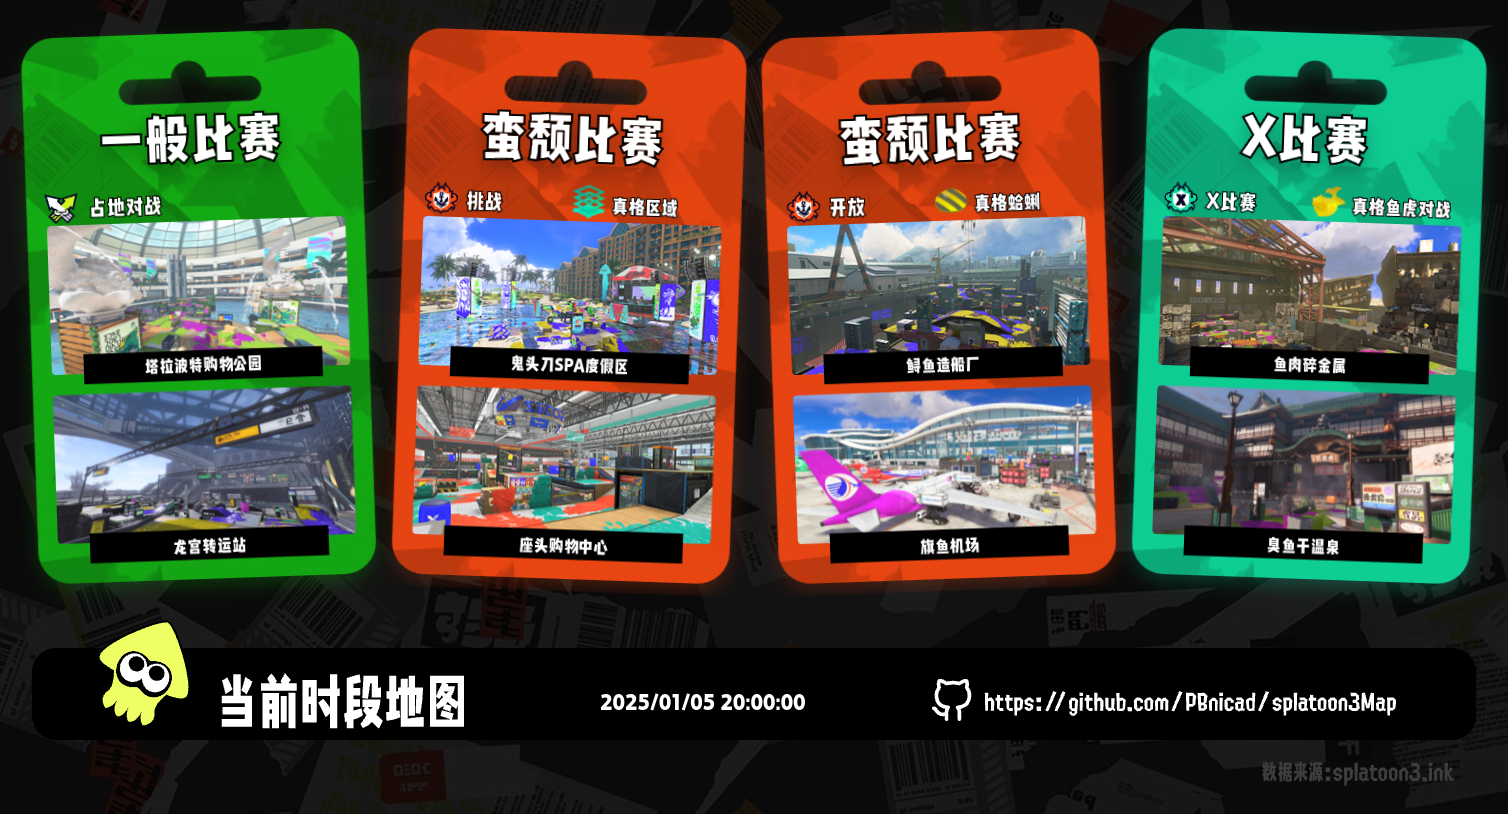 一般比赛
占地对战
塔拉波特购物公园
龙宫转运站
蛮颓比赛
挑战
真格区域
鬼头刀SPA度假区
座头购物中心
蛮颓比赛
开放
真格蛤蜊
鲟鱼造船厂
旗鱼机场
X比赛
X比赛
真格鱼虎对战
鱼肉碎金属
臭鱼干温泉
当前时段地图
2025/01/05 20:00:00
https://github.com/PBnicad/splatoon3Map
数据来源:splatoon3.ink